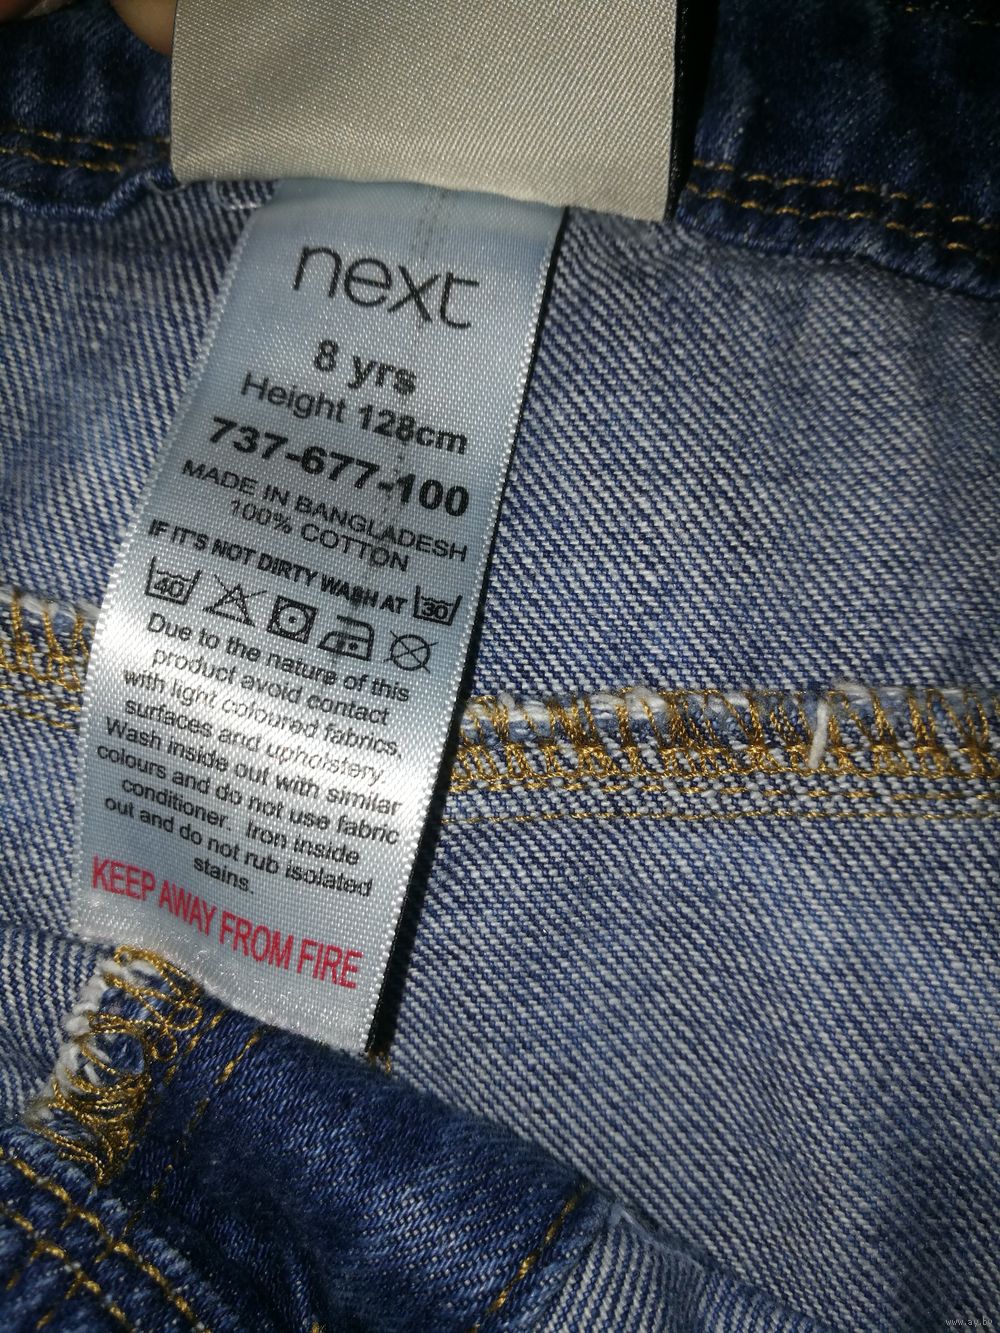 next
8 yrs
Height 128cm
737-677-100
MADE IN BANGLADESH
100% COTTON
IF IT'S NOT DIRTY WASH AT 30
40
Due to the nature of this
product avoid contact
with light coloured fabrics,
surfaces and upholstery.
Wash inside out with similar
colours and do not use fabric
conditioner. Iron inside
out and do not rub isolated
stains.
KEEP AWAY FROM FIRE
www.ay.by